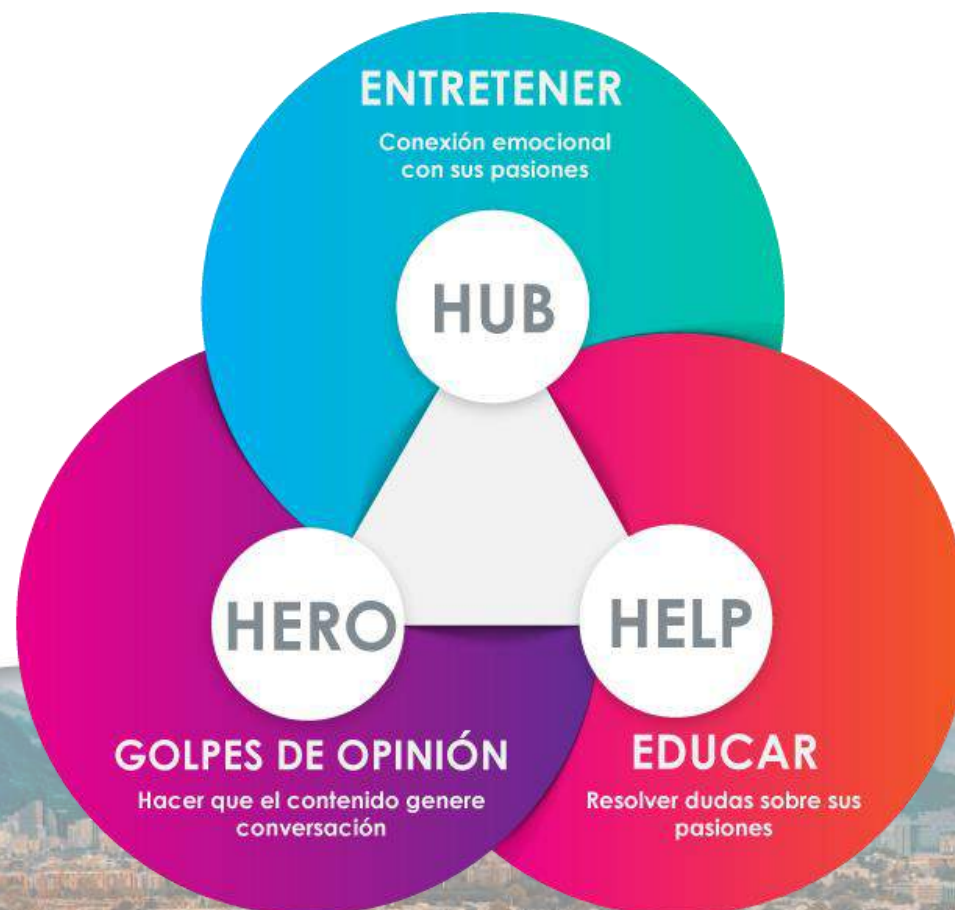 ENTRETENER
Conexión emocional
con sus pasiones
HUB
HERO
HELP
GOLPES DE OPINIÓN
Hacer que el contenido genere
conversación
EDUCAR
Resolver dudas sobre sus
pasiones